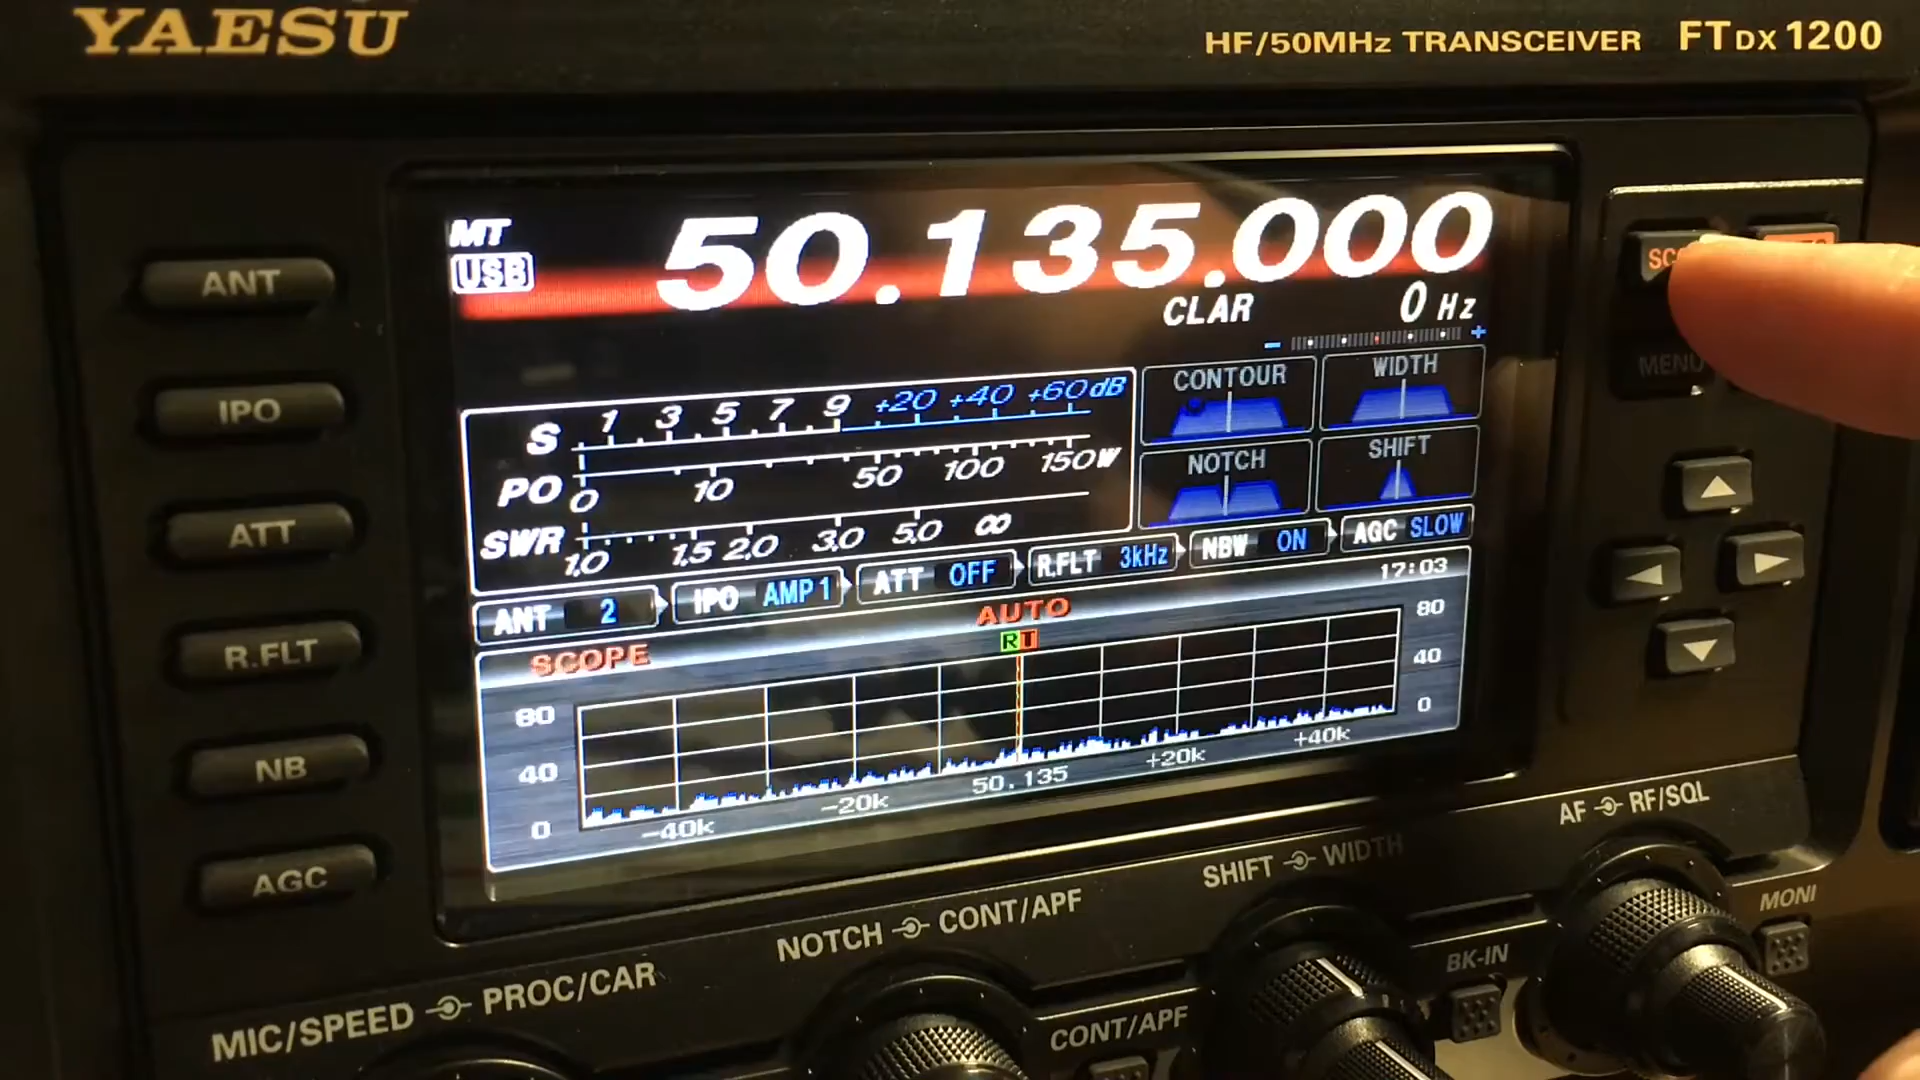 YAESU
HF/50MHz TRANSCEIVER FTDX1200
MT
USB
50.135.000
CLAR 0 Hz
- +
ANT
IPO
ATT
R.FLT
NB
AGC
S 1 3 5 7 9 +20 +40 +60dB
PO 0 10 50 100 150W
SWR 1.0 1.5 2.0 3.0 5.0 ∞
CONTOUR
WIDTH
NOTCH
SHIFT
ANT 2
IPO AMP1
ATT OFF
R.FLT 3kHz
NBW ON
AGC SLOW
17:03
AUTO
RT
SCOPE
80
40
0
80
40
0
-40k -20k 50.135 +20k +40k
MENU
AF RF/SQL
SHIFT WIDTH
NOTCH CONT/APF
MIC/SPEED PROC/CAR
MONI
BK-IN
CONT/APF